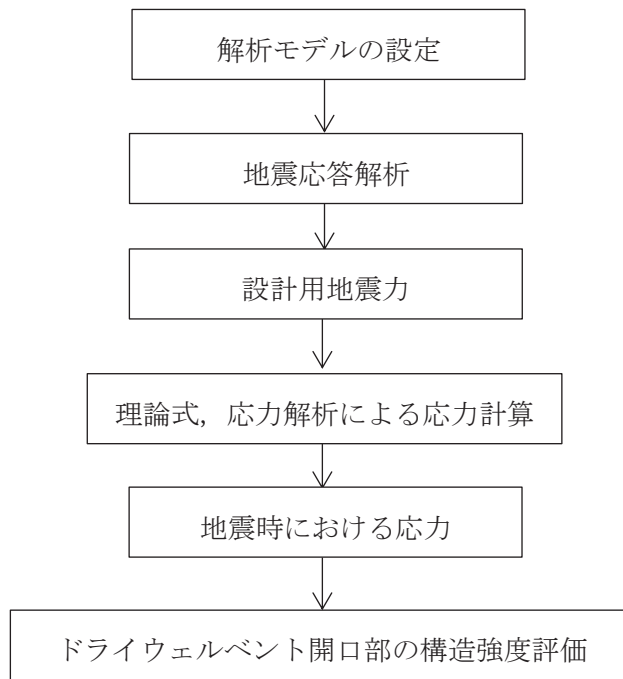 解析モデルの設定
地震応答解析
設計用地震力
理論式，応力解析による応力計算
地震時における応力
ドライウェルベント開口部の構造強度評価